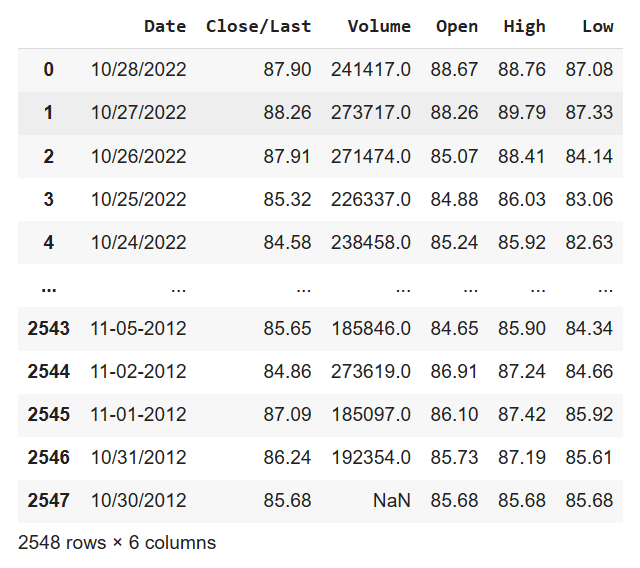 Date Close/Last Volume Open High Low
0 10/28/2022 87.90 241417.0 88.67 88.76 87.08
1 10/27/2022 88.26 273717.0 88.26 89.79 87.33
2 10/26/2022 87.91 271474.0 85.07 88.41 84.14
3 10/25/2022 85.32 226337.0 84.88 86.03 83.06
4 10/24/2022 84.58 238458.0 85.24 85.92 82.63
... ... ... ... ... ... ...
2543 11-05-2012 85.65 185846.0 84.65 85.90 84.34
2544 11-02-2012 84.86 273619.0 86.91 87.24 84.66
2545 11-01-2012 87.09 185097.0 86.10 87.42 85.92
2546 10/31/2012 86.24 192354.0 85.73 87.19 85.61
2547 10/30/2012 85.68 NaN 85.68 85.68 85.68
2548 rows × 6 columns